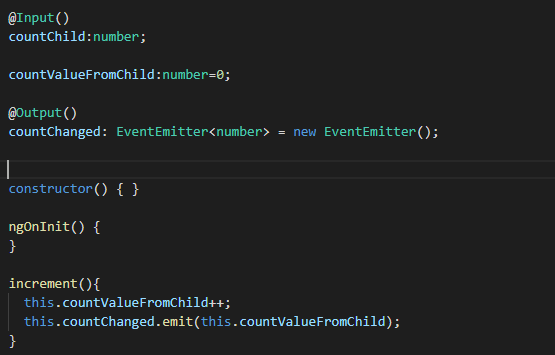 @Input()
countChild:number;
countValueFromChild:number=0;
@Output()
countChanged: EventEmitter<number> = new EventEmitter();
constructor() { }
ngOnInit() {
}
increment(){
this.countValueFromChild++;
this.countChanged.emit(this.countValueFromChild);
}